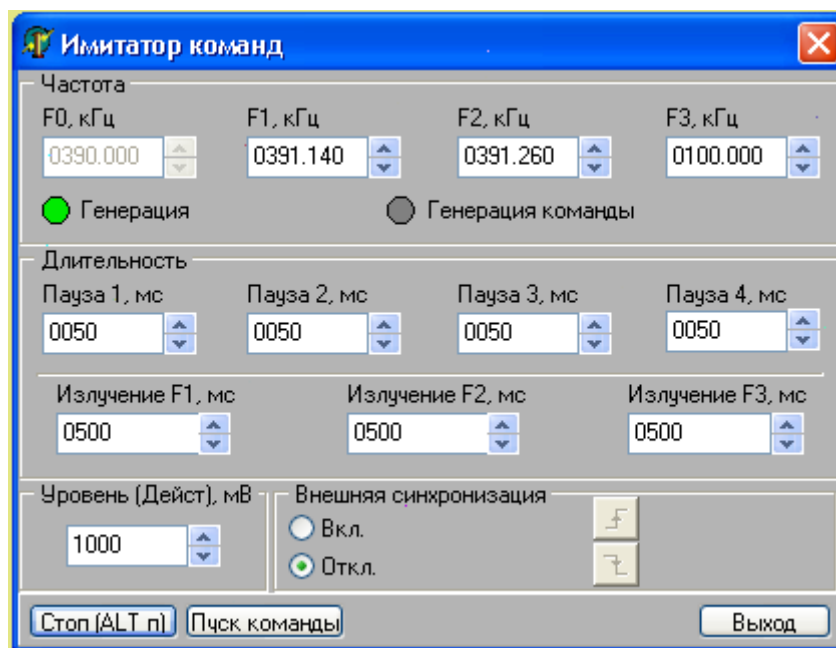 Имитатор команд
Частота
F0, кГц F1, кГц F2, кГц F3, кГц
0390.000 0391.140 0391.260 0100.000
Генерация Генерация команды
Длительность
Пауза 1, мс Пауза 2, мс Пауза 3, мс Пауза 4, мс
0050 0050 0050 0050
Излучение F1, мс Излучение F2, мс Излучение F3, мс
0500 0500 0500
Уровень (Дейст), мВ Внешняя синхронизация
1000
Вкл.
Откл.
Стоп (ALT п) Пуск команды Выход